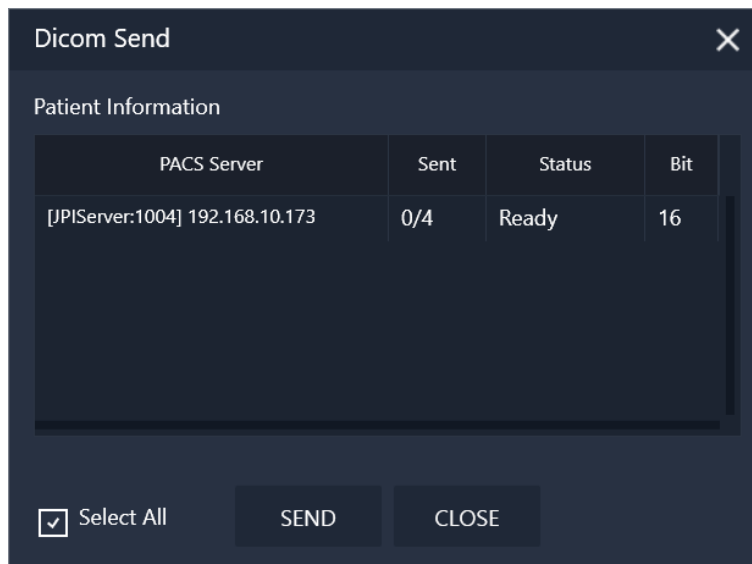 Dicom Send
Patient Information
PACS Server Sent Status Bit
[JPIServer:1004] 192.168.10.173 0/4 Ready 16
Select All SEND CLOSE